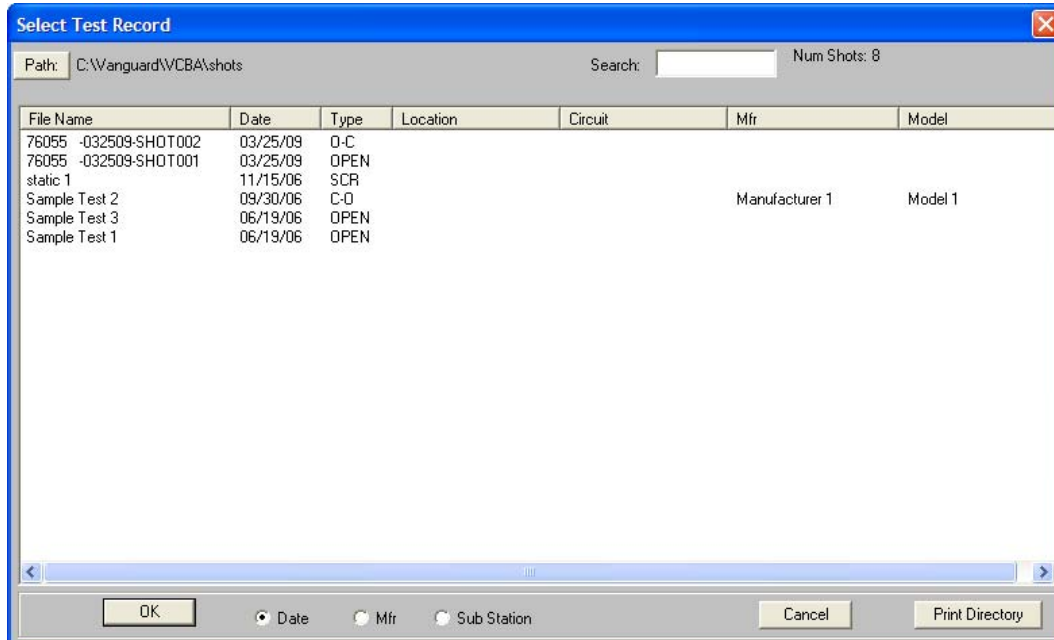 Select Test Record
Path: C:\Vanguard\VCBA\shots Search: Num Shots: 8
File Name Date Type Location Circuit Mfr Model
76055 -032509-SHOT002 03/25/09 O-C
76055 -032509-SHOT001 03/25/09 OPEN
static 1 11/15/06 SCR
Sample Test 2 09/30/06 C-O Manufacturer 1 Model 1
Sample Test 3 06/19/06 OPEN
Sample Test 1 06/19/06 OPEN
OK Date Mfr Sub Station Cancel Print Directory